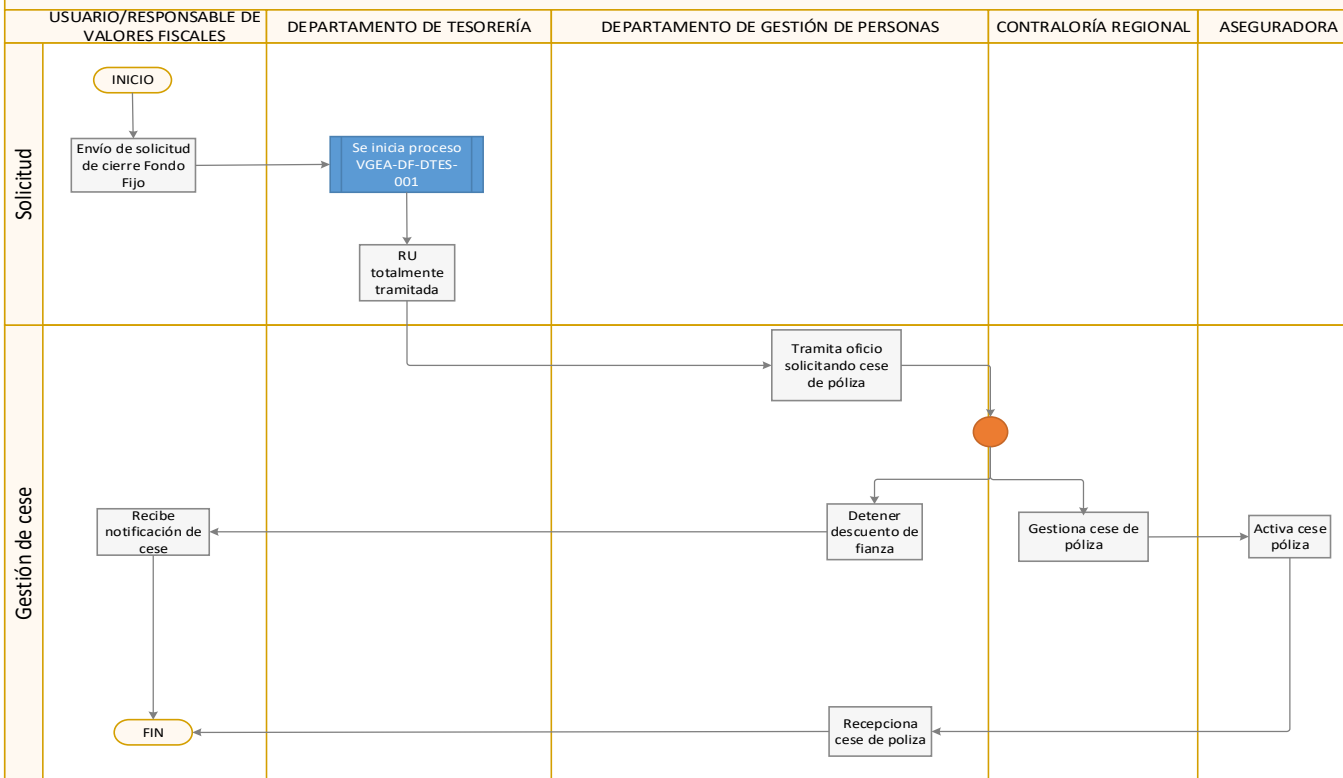 USUARIO/RESPONSABLE DE
VALORES FISCALES
DEPARTAMENTO DE TESORERÍA
DEPARTAMENTO DE GESTIÓN DE PERSONAS
CONTRALORÍA REGIONAL
ASEGURADORA
Solicitud
INICIO
Envío de solicitud
de cierre Fondo
Fijo
Se inicia proceso
VGEA-DF-DTES-
001
RU
totalmente
tramitada
Gestión de cese
Tramita oficio
solicitando cese
de póliza
Recibe
notificación de
cese
Detener
descuento de
fianza
Gestiona cese de
póliza
Activa cese
póliza
FIN
Recepciona
cese de poliza